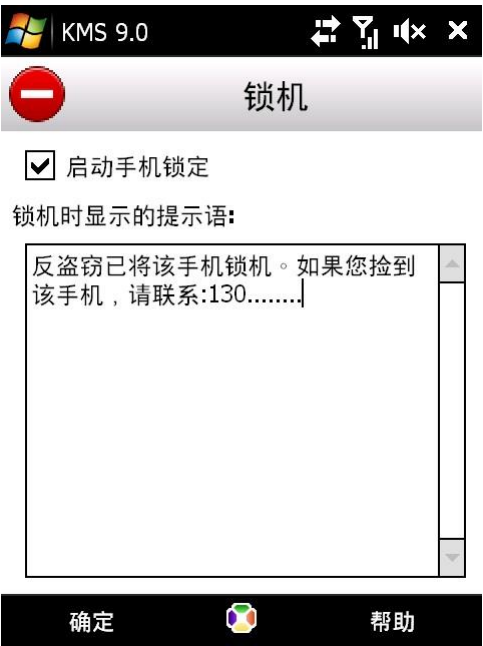 KMS 9.0
锁机
启动手机锁定
锁机时显示的提示语:
反盗窃已将该手机锁机。如果您捡到
该手机，请联系:130........
确定
帮助